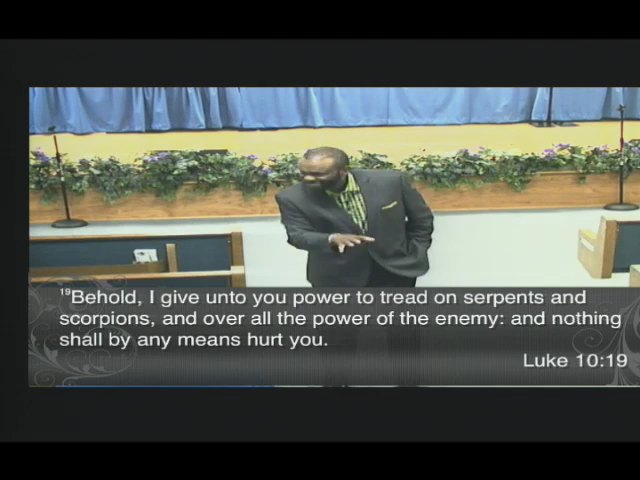 19Behold, I give unto you power to tread on serpents and
scorpions, and over all the power of the enemy: and nothing
shall by any means hurt you.
Luke 10:19